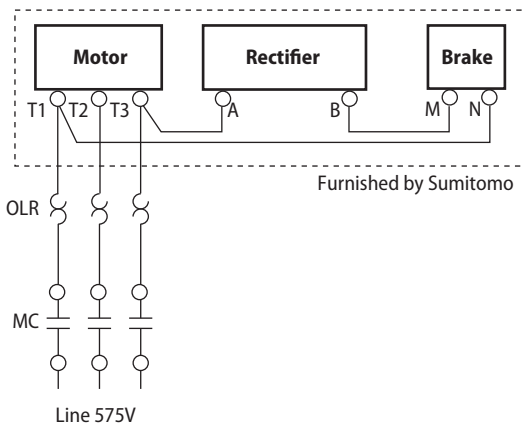 Motor Rectifier Brake
T1 T2 T3 A B M N
Furnished by Sumitomo
OLR
MC
Line 575V